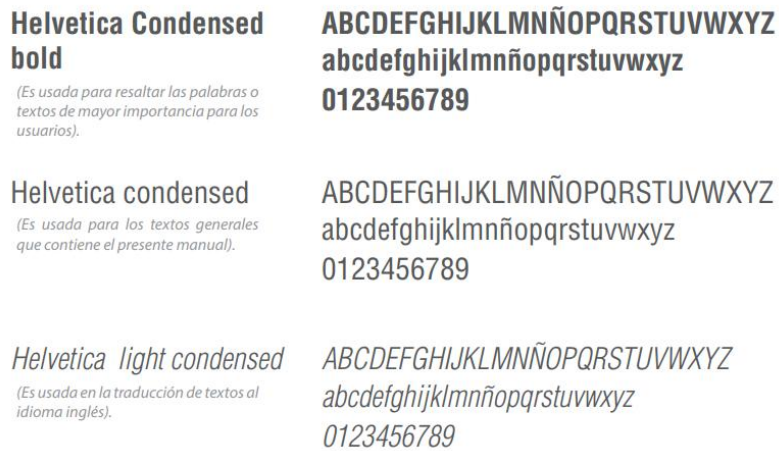 Helvetica Condensed
bold
(Es usada para resaltar las palabras o
textos de mayor importancia para los
usuarios).
ABCDEFGHIJKLMNÑOPQRSTUVWXYZ
abcdefghijklmnñpqrstuvwxyz
0123456789
Helvetica condensed
(Es usada para los textos generales
que contiene el presente manual).
ABCDEFGHIJKLMNÑOPQRSTUVWXYZ
abcdefghijklmnñopqrstuvwxyz
0123456789
Helvetica light condensed
(Es usada en la traducción de textos al
idioma inglés).
ABCDEFGHIJKLMNÑOPQRSTUVWXYZ
abcdefghijklmnñopqrstuvwxyz
0123456789